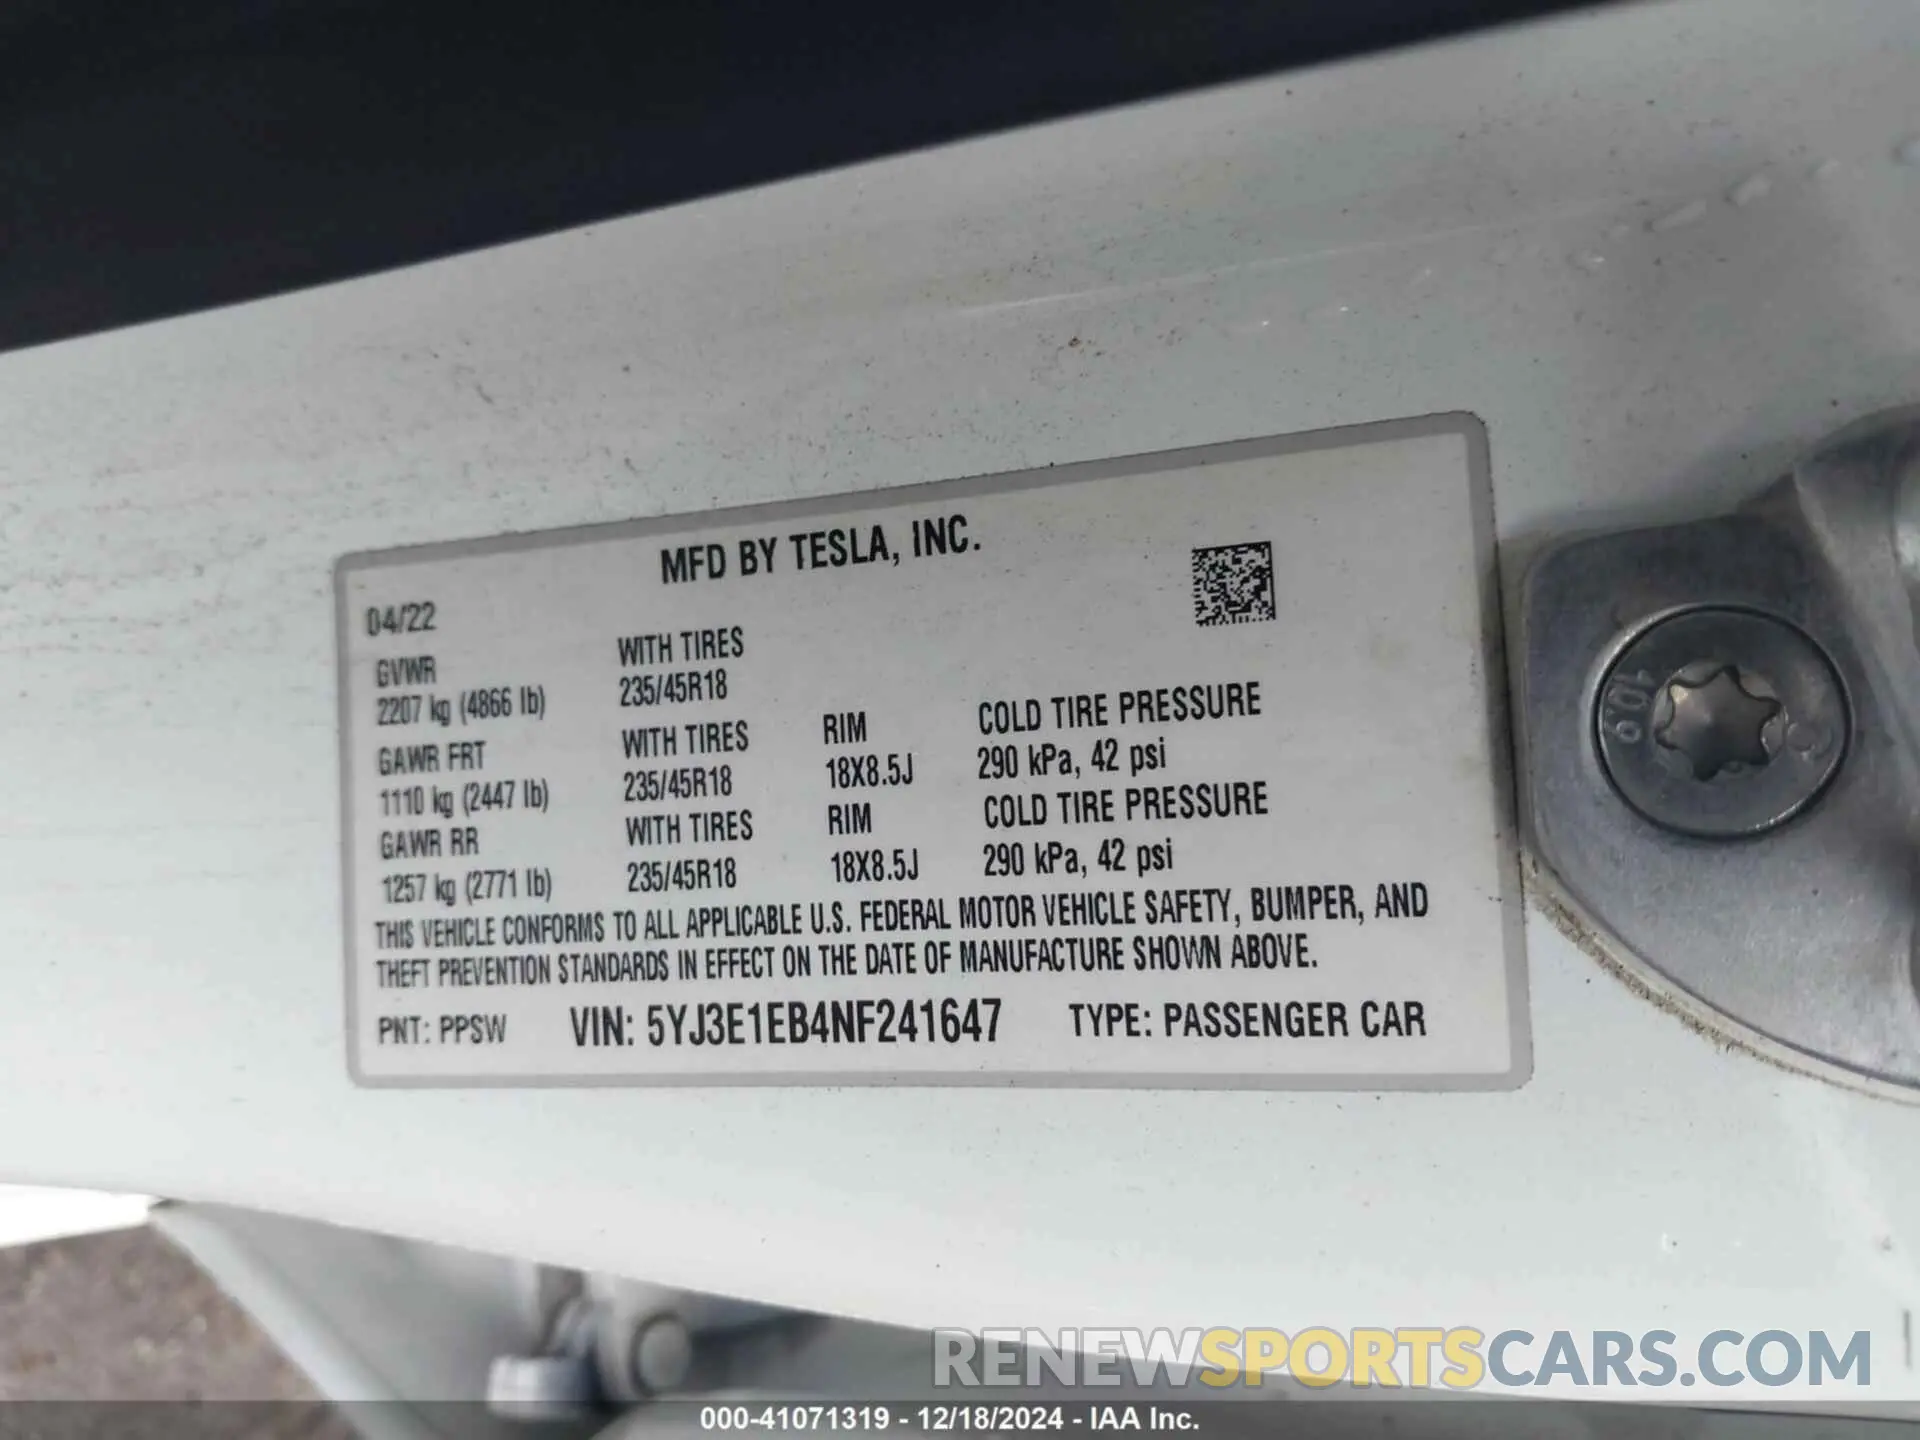 MFD BY TESLA, INC.
04/22
GVWR WITH TIRES
2207 kg (4866 lb) 235/45R18
GAWR FRT WITH TIRES RIM COLD TIRE PRESSURE
1110 kg (2447 lb) 235/45R18 18X8.5J 290 kPa, 42 psi
GAWR RR WITH TIRES RIM COLD TIRE PRESSURE
1257 kg (2771 lb) 235/45R18 18X8.5J 290 kPa, 42 psi
THIS VEHICLE CONFORMS TO ALL APPLICABLE U.S. FEDERAL MOTOR VEHICLE SAFETY, BUMPER, AND
THEFT PREVENTION STANDARDS IN EFFECT ON THE DATE OF MANUFACTURE SHOWN ABOVE.
PNT: PPSW VIN: 5YJ3E1EB4NF241647 TYPE: PASSENGER CAR
10.9
RENEWSPORTSCARS.COM
000-41071319 - 12/18/2024 - IAA Inc.